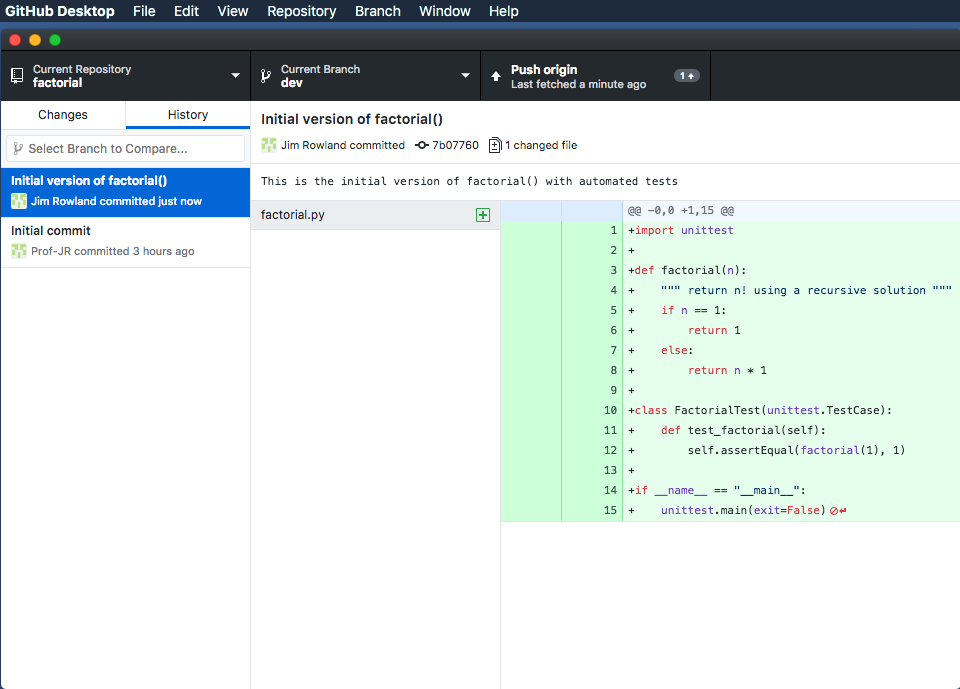 GitHub Desktop File Edit View Repository Branch Window Help
Current Repository
factorial
Current Branch
dev
Push origin
Last fetched a minute ago
1
Changes History
Select Branch to Compare...
Initial version of factorial()
Jim Rowland committed just now
Initial commit
Prof-JR committed 3 hours ago
Initial version of factorial()
Jim Rowland committed 7b07760 1 changed file
This is the initial version of factorial() with automated tests
factorial.py
@@ -0,0 +1,15 @@
1 +import unittest
2 +
3 +def factorial(n):
4 +    """ return n! using a recursive solution """
5 +    if n == 1:
6 +        return 1
7 +    else:
8 +        return n * 1
9 +
10 +class FactorialTest(unittest.TestCase):
11 +    def test_factorial(self):
12 +        self.assertEqual(factorial(1), 1)
13 +
14 +if __name__ == "__main__":
15 +    unittest.main(exit=False)